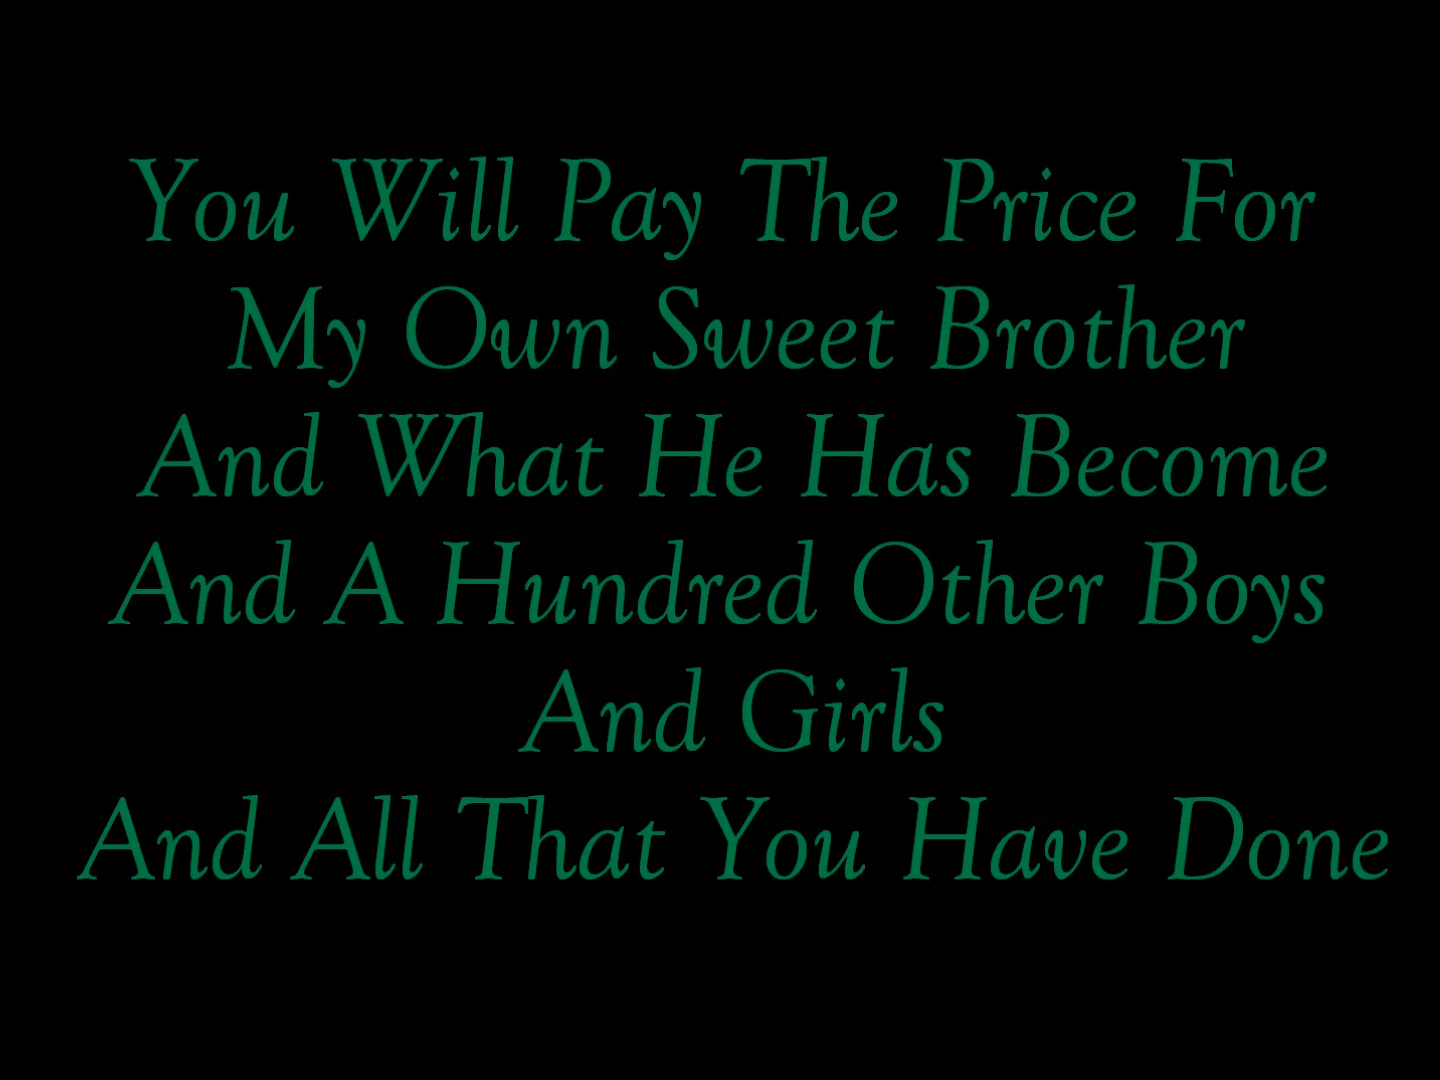 You Will Pay The Price For
My Own Sweet Brother
And What He Has Become
And A Hundred Other Boys
And Girls
And All That You Have Done